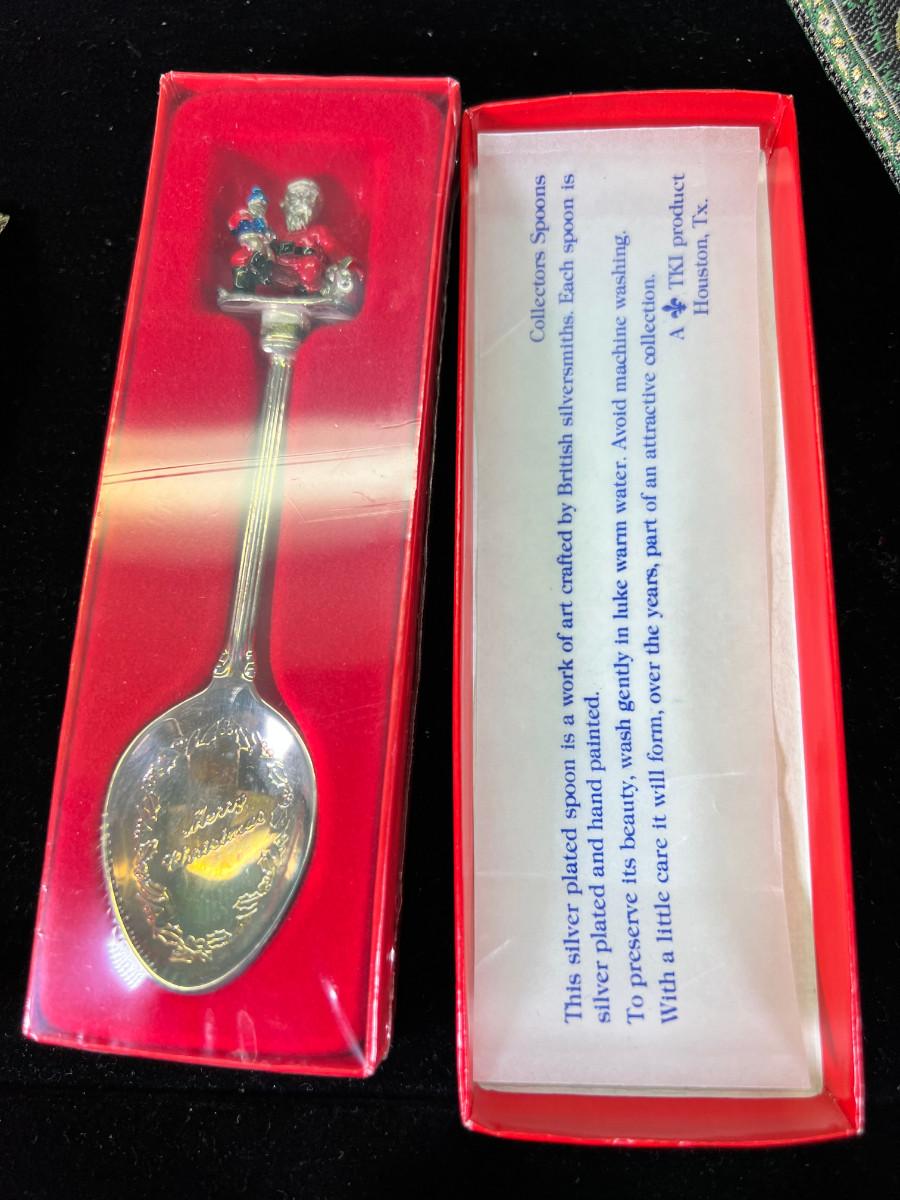 Merry
Christmas
Collectors Spoons
This silver plated spoon is a work of art crafted by British silversmiths. Each spoon is
silver plated and hand painted.
To preserve its beauty, wash gently in luke warm water. Avoid machine washing.
With a little care it will form, over the years, part of an attractive collection.
A ⚜ TKI product
Houston, Tx.